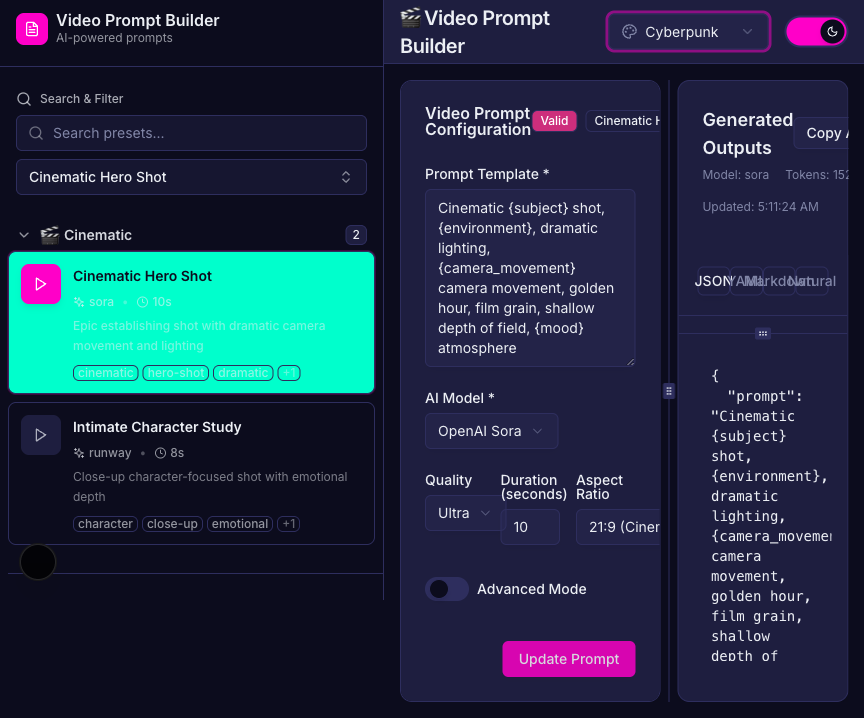 Video Prompt Builder
AI-powered prompts
Search & Filter
Search presets...
Cinematic Hero Shot
🎬 Cinematic
2
Cinematic Hero Shot
sora • 10s
Epic establishing shot with dramatic camera
movement and lighting
cinematic hero-shot dramatic +1
Intimate Character Study
runway • 8s
Close-up character-focused shot with emotional
depth
character close-up emotional +1
🎬Video Prompt
Builder
Cyberpunk
Video Prompt
Configuration
Valid
Cinematic H
Prompt Template *
Cinematic {subject} shot,
{environment}, dramatic
lighting,
{camera_movement}
camera movement, golden
hour, film grain, shallow
depth of field, {mood}
atmosphere
AI Model *
OpenAI Sora
Quality
Ultra
Duration
(seconds)
10
Aspect
Ratio
21:9 (Ciner
Advanced Mode
Update Prompt
Generated
Outputs
Copy A
Model: sora Tokens: 152
Updated: 5:11:24 AM
JSON
YAML
Markdown
Natural
{
"prompt":
"Cinematic
{subject}
shot,
{environment},
dramatic
lighting,
{camera_movemen
camera
movement,
golden hour,
film grain,
shallow
depth of